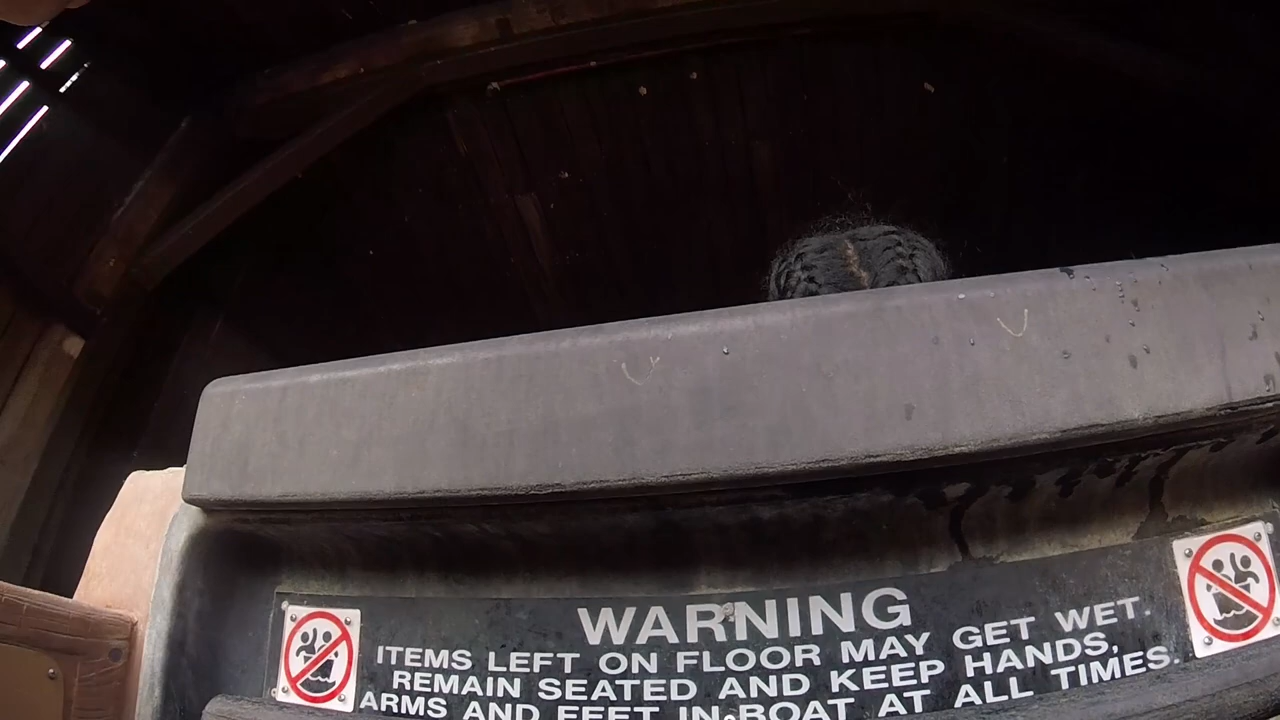 WARNING
ITEMS LEFT ON FLOOR MAY GET WET.
REMAIN SEATED AND KEEP HANDS,
ARMS AND FEET IN BOAT AT ALL TIMES.